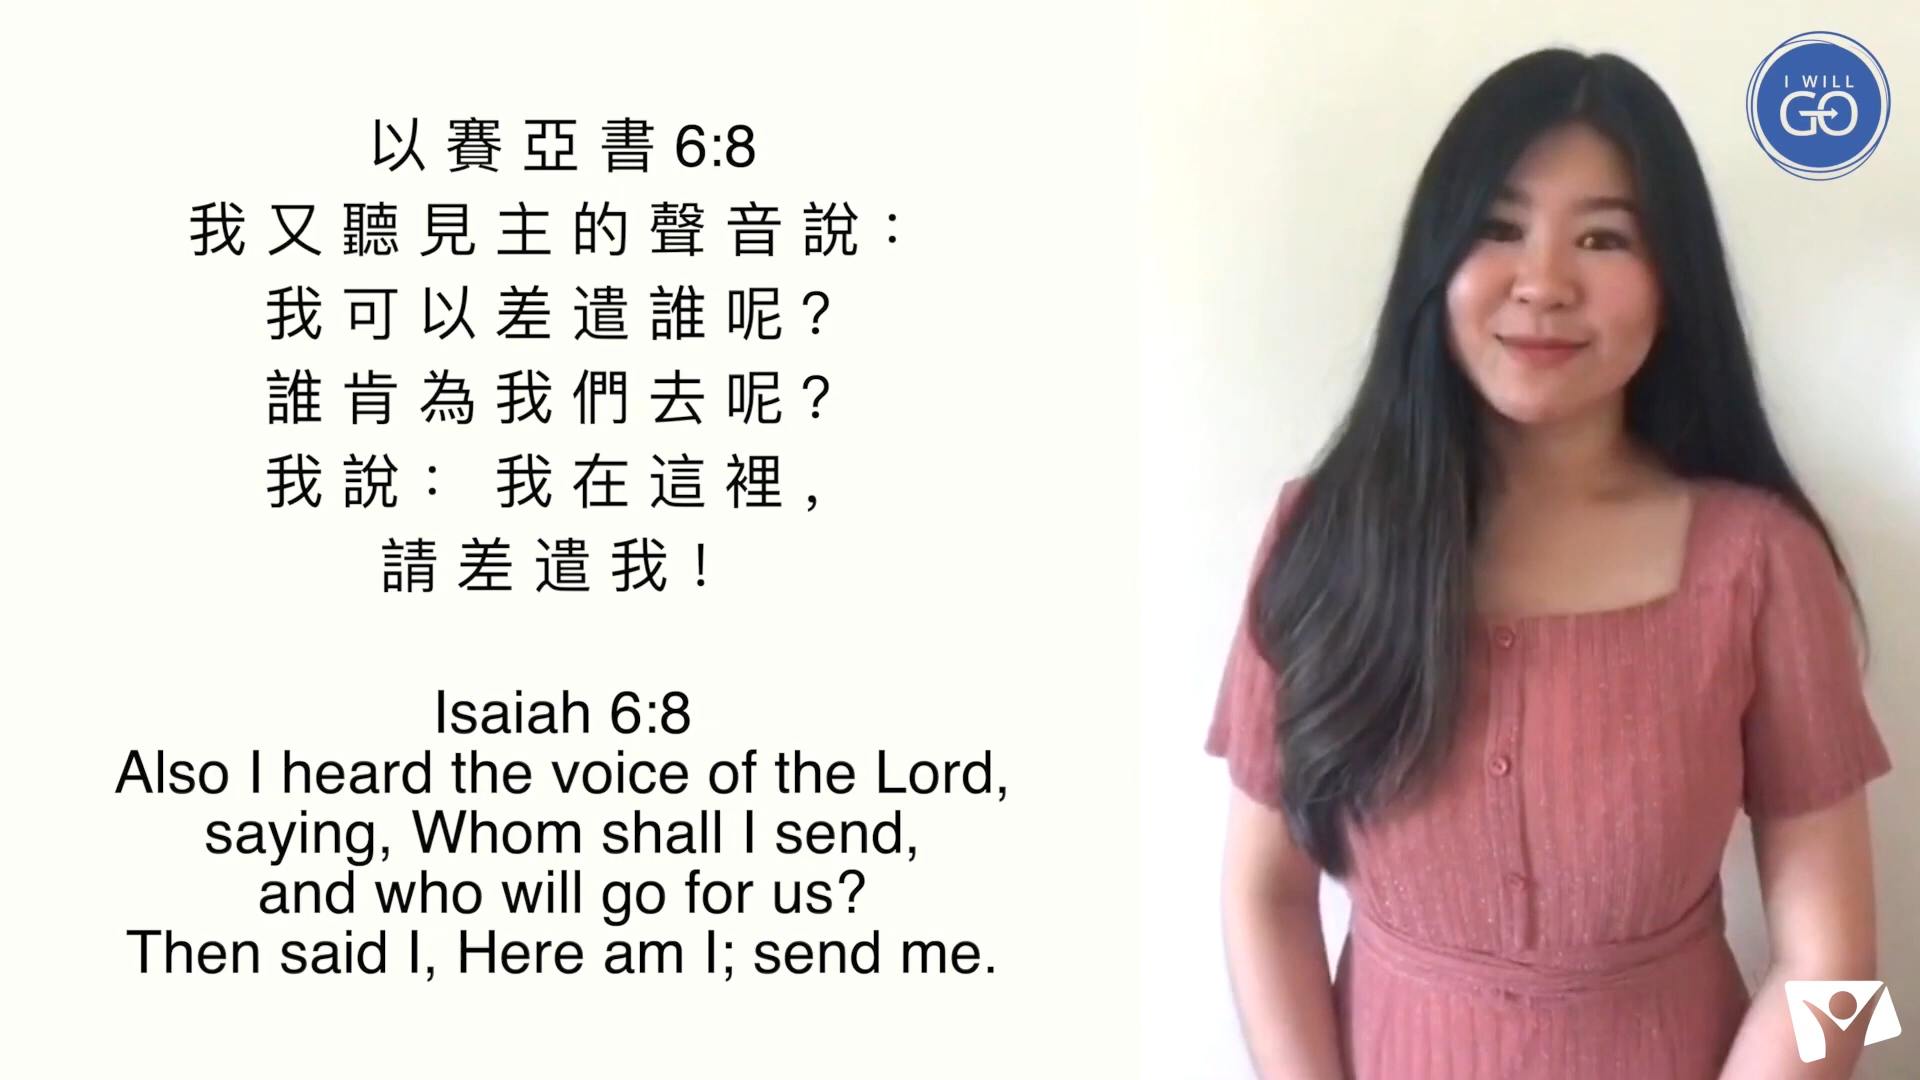 以賽亞書 6:8
我又聽見主的聲音說：
我可以差遣誰呢？
誰肯為我們去呢？
我說： 我在這裡，
請差遣我！
Isaiah 6:8
Also I heard the voice of the Lord,
saying, Whom shall I send,
and who will go for us?
Then said I, Here am I; send me.
I WILL
GO